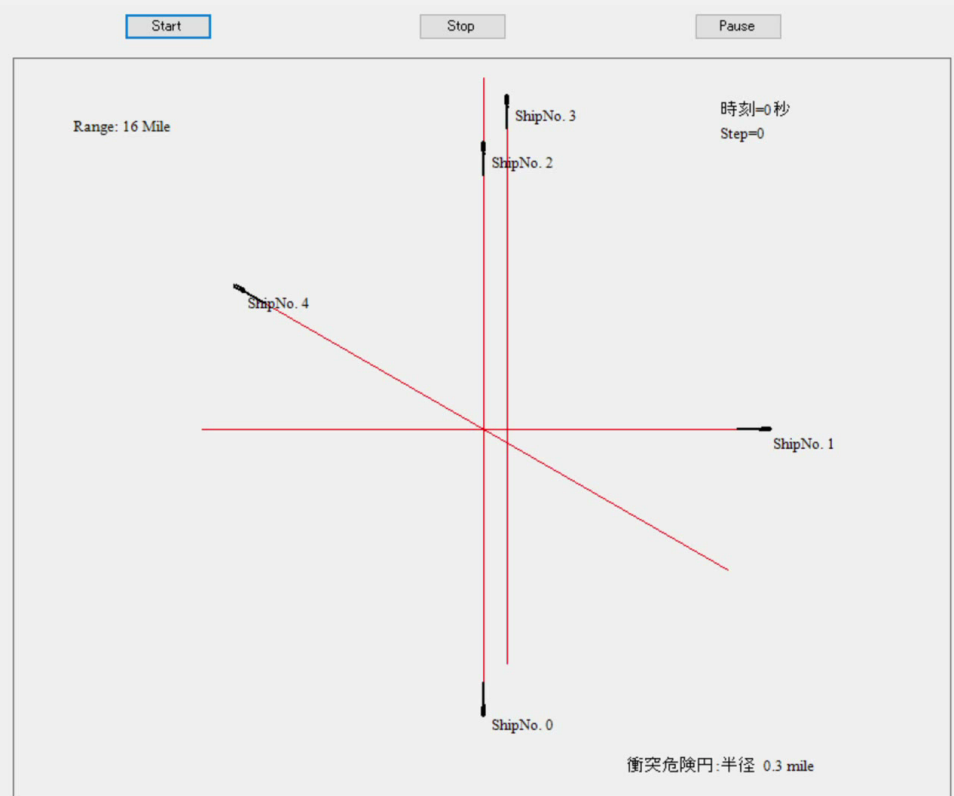 Start
Stop
Pause
Range: 16 Mile
ShipNo. 3
時刻=0秒
Step=0
ShipNo. 2
ShipNo. 4
ShipNo. 1
ShipNo. 0
衝突危険円:半径 0.3 mile